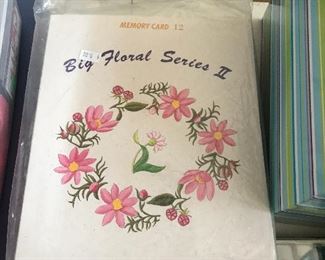 MEMORY CARD 12
Big Floral Series II